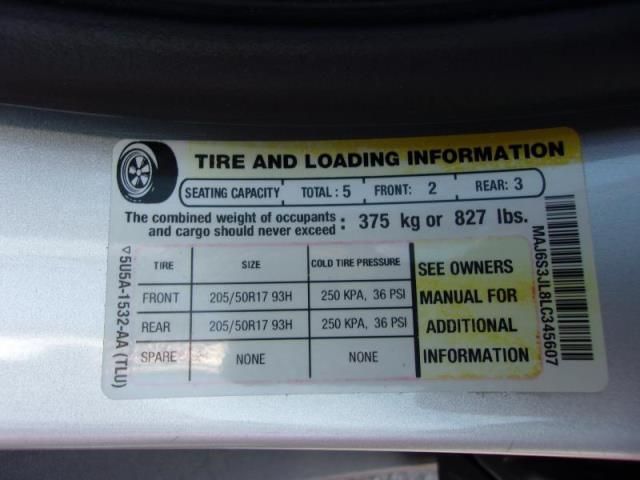 TIRE AND LOADING INFORMATION
SEATING CAPACITY TOTAL : 5 FRONT: 2 REAR: 3
The combined weight of occupants and cargo should never exceed : 375 kg or 827 lbs.
TIRE SIZE COLD TIRE PRESSURE
FRONT 205/50R17 93H 250 KPA, 36 PSI
REAR 205/50R17 93H 250 KPA, 36 PSI
SPARE NONE NONE
SEE OWNERS
MANUAL FOR
ADDITIONAL
INFORMATION
5U5A-1532-AA (TLU)
MAJ6S3JL8LC345607